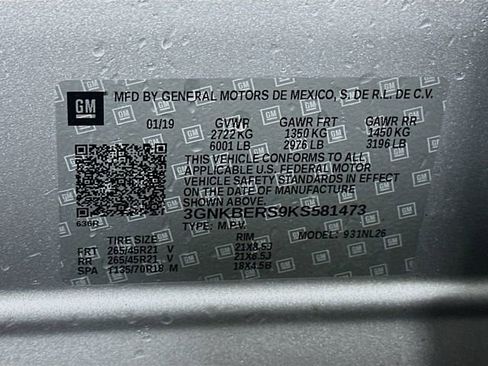 GM MFD BY GENERAL MOTORS DE MEXICO, S. DE R.L. DE C.V.
01/19 GVWR GAWR FRT GAWR RR
2722 KG 1350 KG 1450 KG
6001 LB 2976 LB 3196 LB
THIS VEHICLE CONFORMS TO ALL
APPLICABLE U.S. FEDERAL MOTOR
VEHICLE SAFETY STANDARDS IN
EFFECT ON THE DATE OF MANUFACTURE
SHOWN ABOVE.
3GNKBERS9KS581473
636R TYPE: M.P.V. MODEL: 931NL26
TIRE SIZE RIM
FRT 265/45R21 V 21X8.5J
RR 265/45R21 V 21X8.5J
SPA T135/70R18 M 18X4.5B